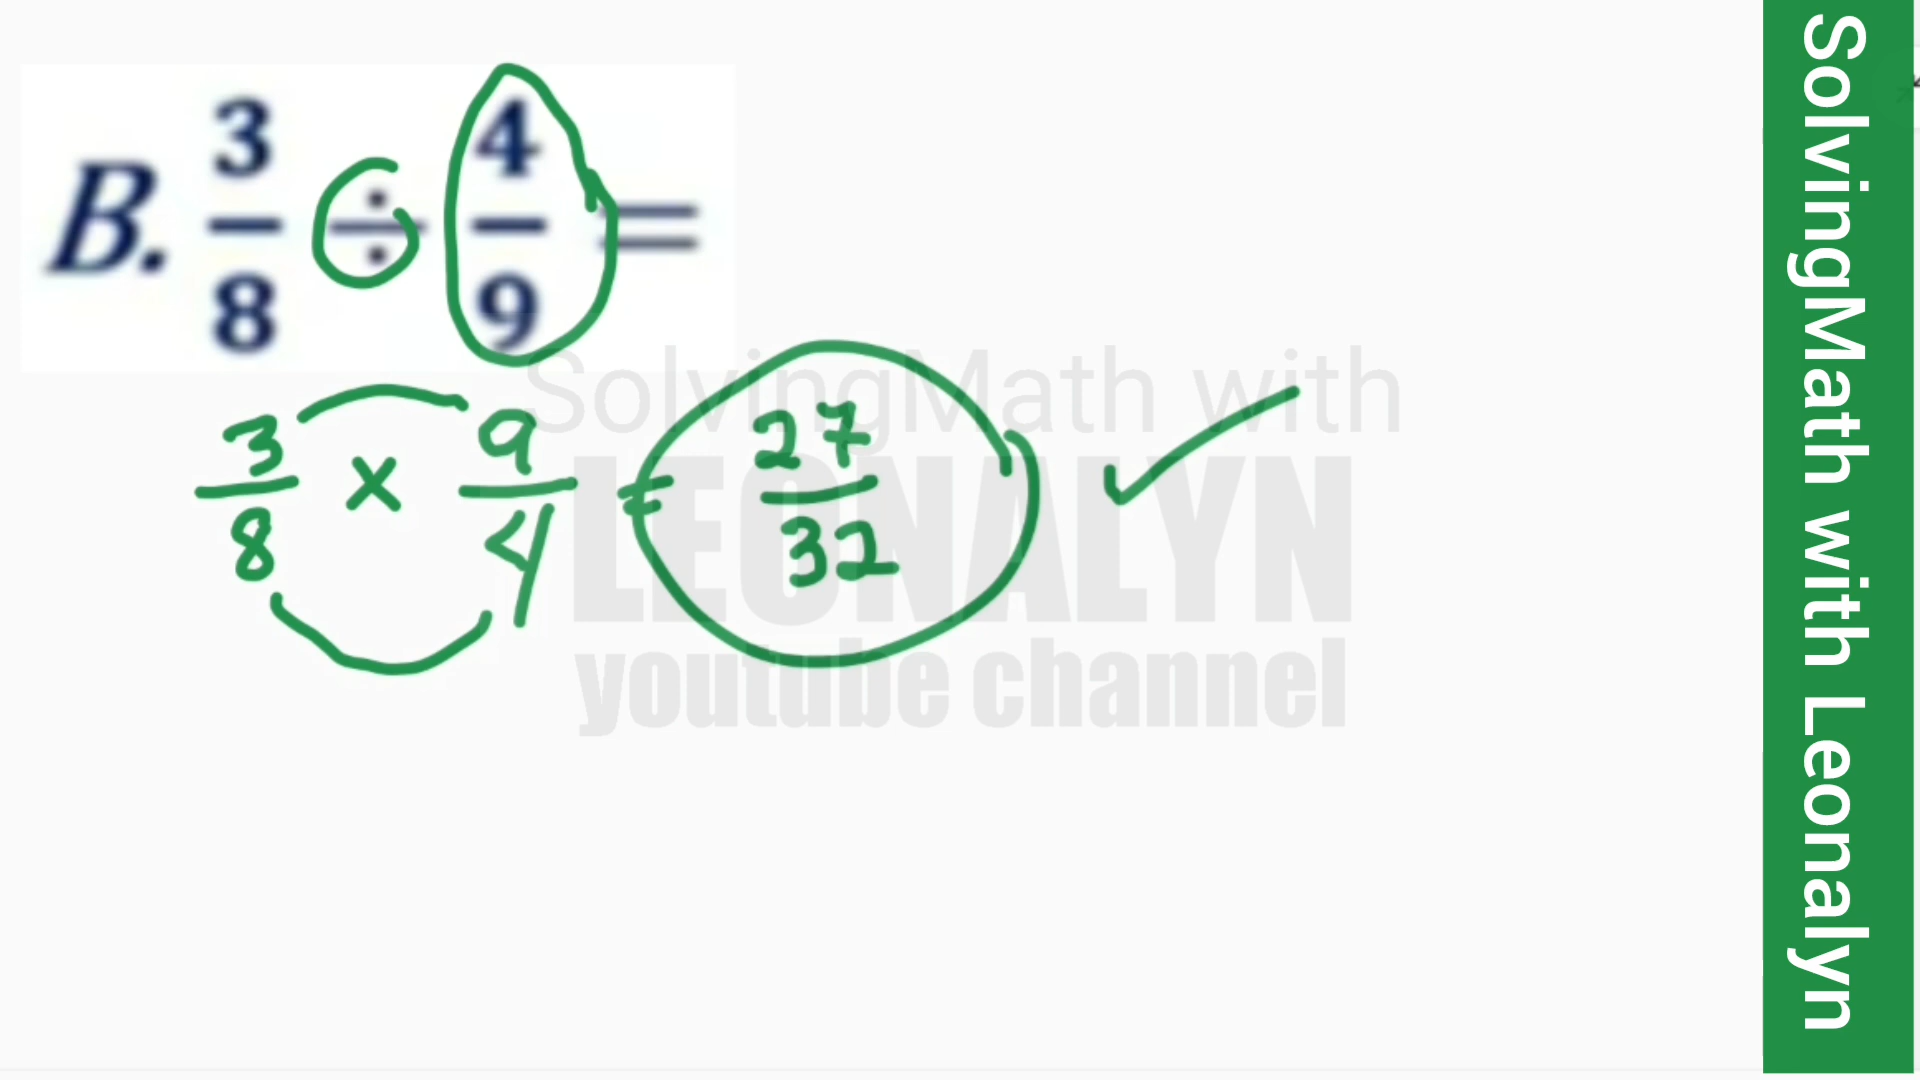 B. 3/8 ÷ 4/9 =
3/8 × 9/4 = 27/32 ✓
SolvingMath with
LEONALYN
youtube channel
SolvingMath with Leonalyn